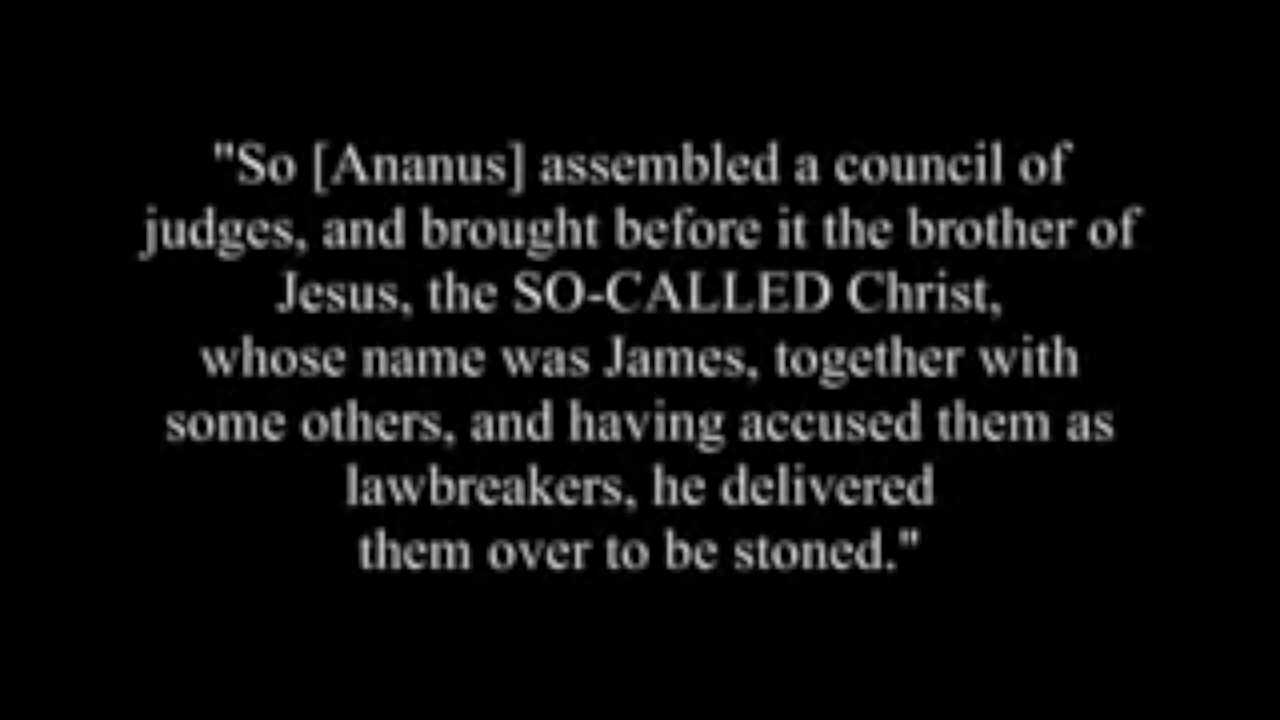 "So [Ananus] assembled a council of
judges, and brought before it the brother of
Jesus, the SO-CALLED Christ,
whose name was James, together with
some others, and having accused them as
lawbreakers, he delivered
them over to be stoned."